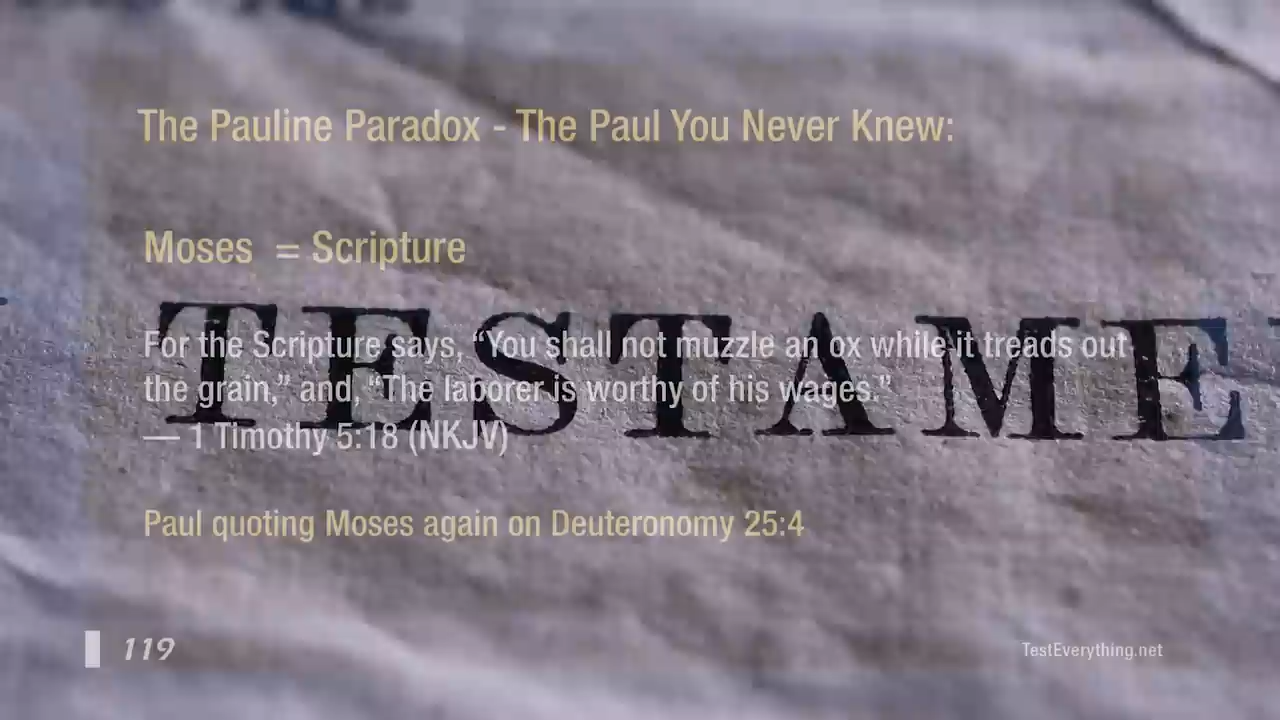 The Pauline Paradox - The Paul You Never Knew:
Moses = Scripture
TESTAME
For the Scripture says, “You shall not muzzle an ox while it treads out
the grain,” and, “The laborer is worthy of his wages.”
— 1 Timothy 5:18 (NKJV)
Paul quoting Moses again on Deuteronomy 25:4
119
TestEverything.net